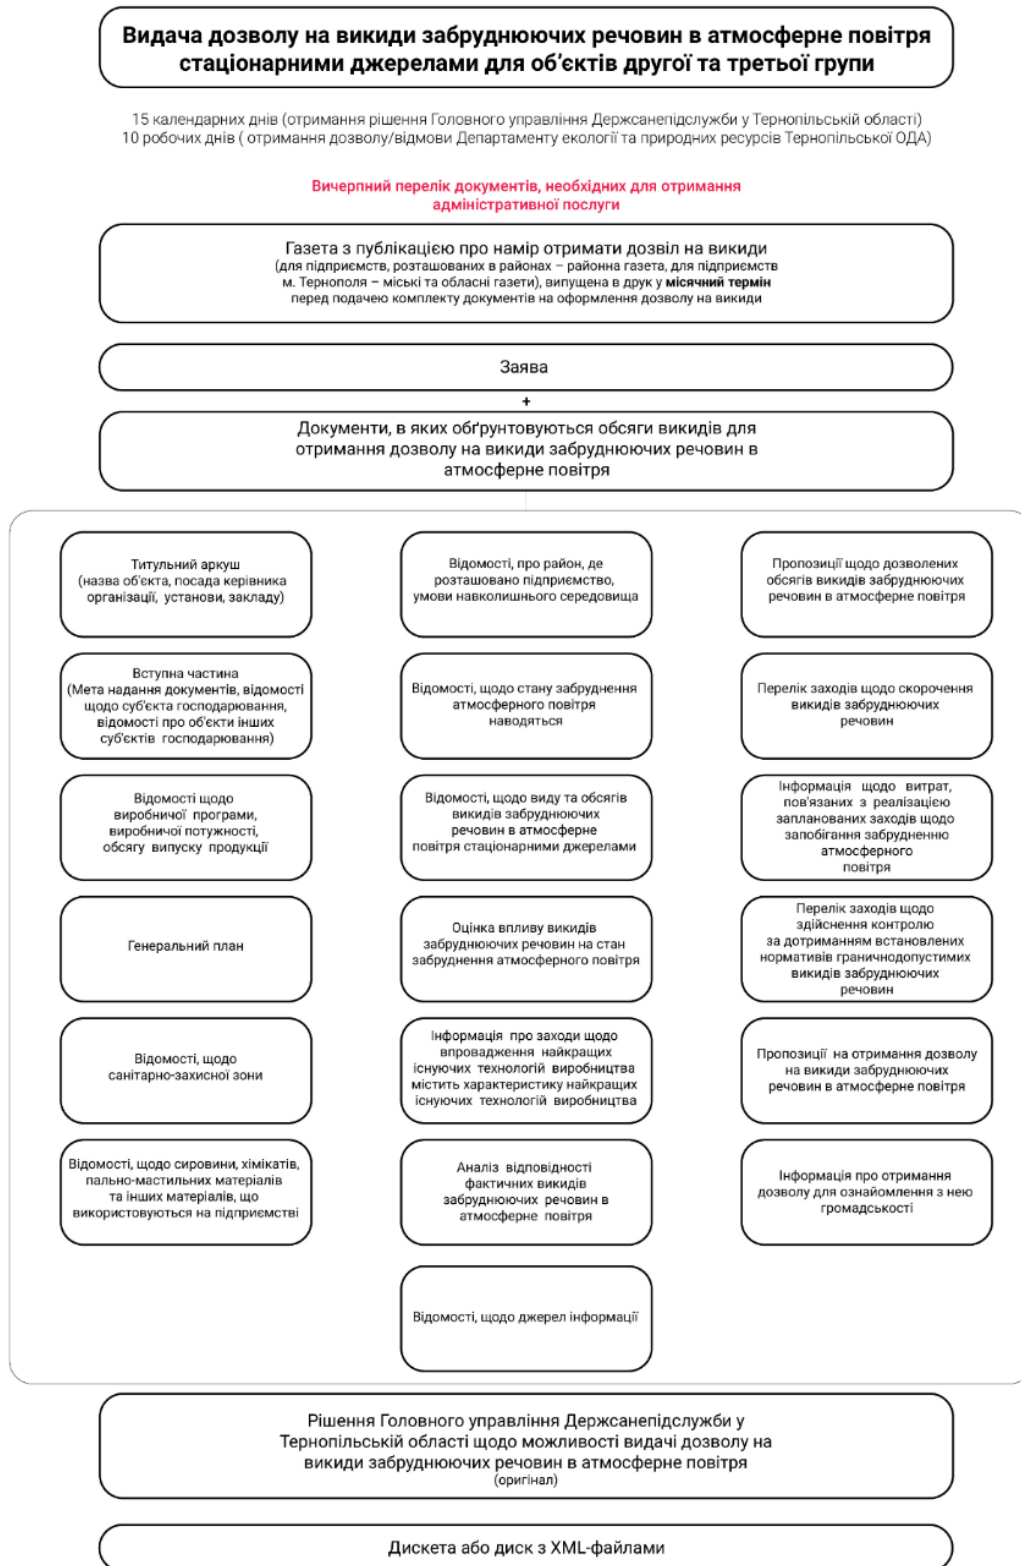 Видача дозволу на викиди забруднюючих речовин в атмосферне повітря
стаціонарними джерелами для об'єктів другої та третьої групи
15 календарних днів (отримання рішення Головного управління Держсанепідслужби у Тернопільській області)
10 робочих днів ( отримання дозволу/відмови Департаменту екології та природних ресурсів Тернопільської ОДА)
Вичерпний перелік документів, необхідних для отримання
адміністративної послуги
Газета з публікацією про намір отримати дозвіл на викиди
(для підприємств, розташованих в районах – районна газета, для підприємств
м. Тернополя – міські та обласні газети), випущена в друк у місячний термін
перед подачею комплекту документів на оформлення дозволу на викиди
Заява
+
Документи, в яких обґрунтовуються обсяги викидів для
отримання дозволу на викиди забруднюючих речовин в
атмосферне повітря
Титульний аркуш
(назва об'єкта, посада керівника
організації, установи, закладу)
Відомості, про район, де
розташовано підприємство,
умови навколишнього середовища
Пропозиції щодо дозволених
обсягів викидів забруднюючих
речовин в атмосферне повітря
Вступна частина
(Мета надання документів, відомості
щодо суб'єкта господарювання,
відомості про об'єкти інших
суб'єктів господарювання)
Відомості, щодо стану забруднення
атмосферного повітря
наводяться
Перелік заходів щодо скорочення
викидів забруднюючих
речовин
Відомості щодо
виробничої програми,
виробничої потужності,
обсягу випуску продукції
Відомості, щодо виду та обсягів
викидів забруднюючих
речовин в атмосферне
повітря стаціонарними джерелами
Інформація щодо витрат,
пов'язаних з реалізацією
запланованих заходів щодо
запобігання забрудненню
атмосферного
повітря
Генеральний план
Оцінка впливу викидів
забруднюючих речовин на стан
забруднення атмосферного повітря
Перелік заходів щодо
здійснення контролю
за дотриманням встановлених
нормативів граничнодопустимих
викидів забруднюючих
речовин
Відомості, щодо
санітарно-захисної зони
Інформація про заходи щодо
впровадження найкращих
існуючих технологій виробництва
містить характеристику найкращих
існуючих технологій виробництва
Пропозиції на отримання дозволу
на викиди забруднюючих
речовин в атмосферне повітря
Відомості, щодо сировини, хімікатів,
пально-мастильних матеріалів
та інших матеріалів, що
використовуються на підприємстві
Аналіз відповідності
фактичних викидів
забруднюючих речовин в
атмосферне повітря
Інформація про отримання
дозволу для ознайомлення з нею
громадськості
Відомості, щодо джерел інформації
Рішення Головного управління Держсанепідслужби у
Тернопільській області щодо можливості видачі дозволу на
викиди забруднюючих речовин в атмосферне повітря
(оригінал)
Дискета або диск з XML-файлами